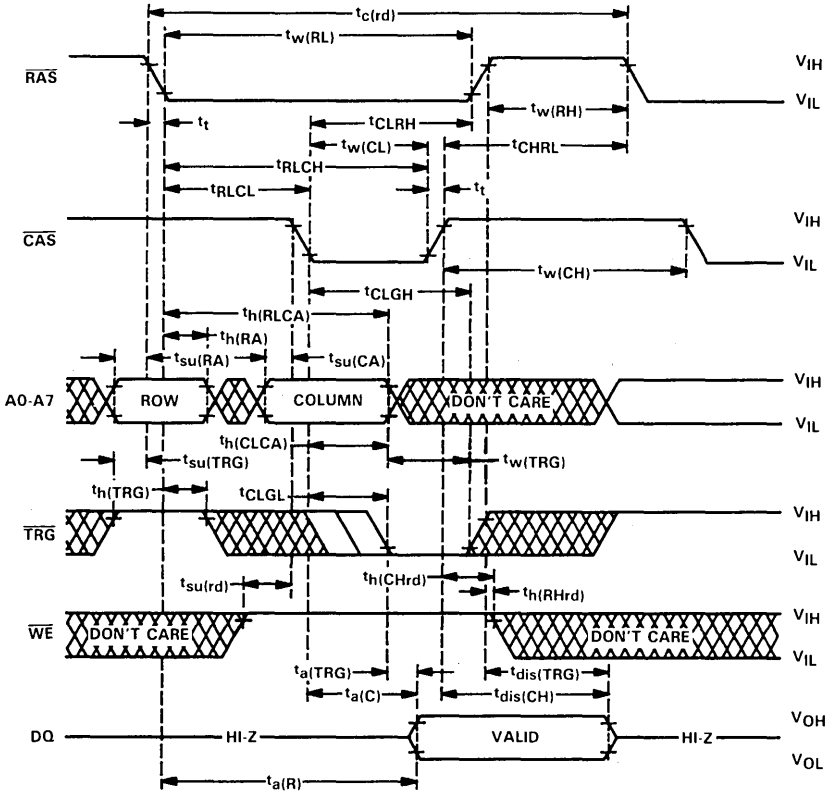 tc(rd)
tw(RL)
RAS
VIH
VIL
tt
tCLRH
tw(RH)
tw(CL)
tCHRL
tRLCH
tRLCL
tt
CAS
VIH
VIL
tw(CH)
tCLGH
th(RLCA)
th(RA)
tsu(RA)
tsu(CA)
A0-A7
ROW
COLUMN
DON'T CARE
VIH
VIL
th(CLCA)
tsu(TRG)
tw(TRG)
th(TRG)
tCLGL
TRG
VIH
VIL
tsu(rd)
th(CHrd)
th(RHrd)
WE
DON'T CARE
DON'T CARE
VIH
VIL
ta(TRG)
tdis(TRG)
ta(C)
tdis(CH)
DQ
HI-Z
VALID
HI-Z
VOH
VOL
ta(R)